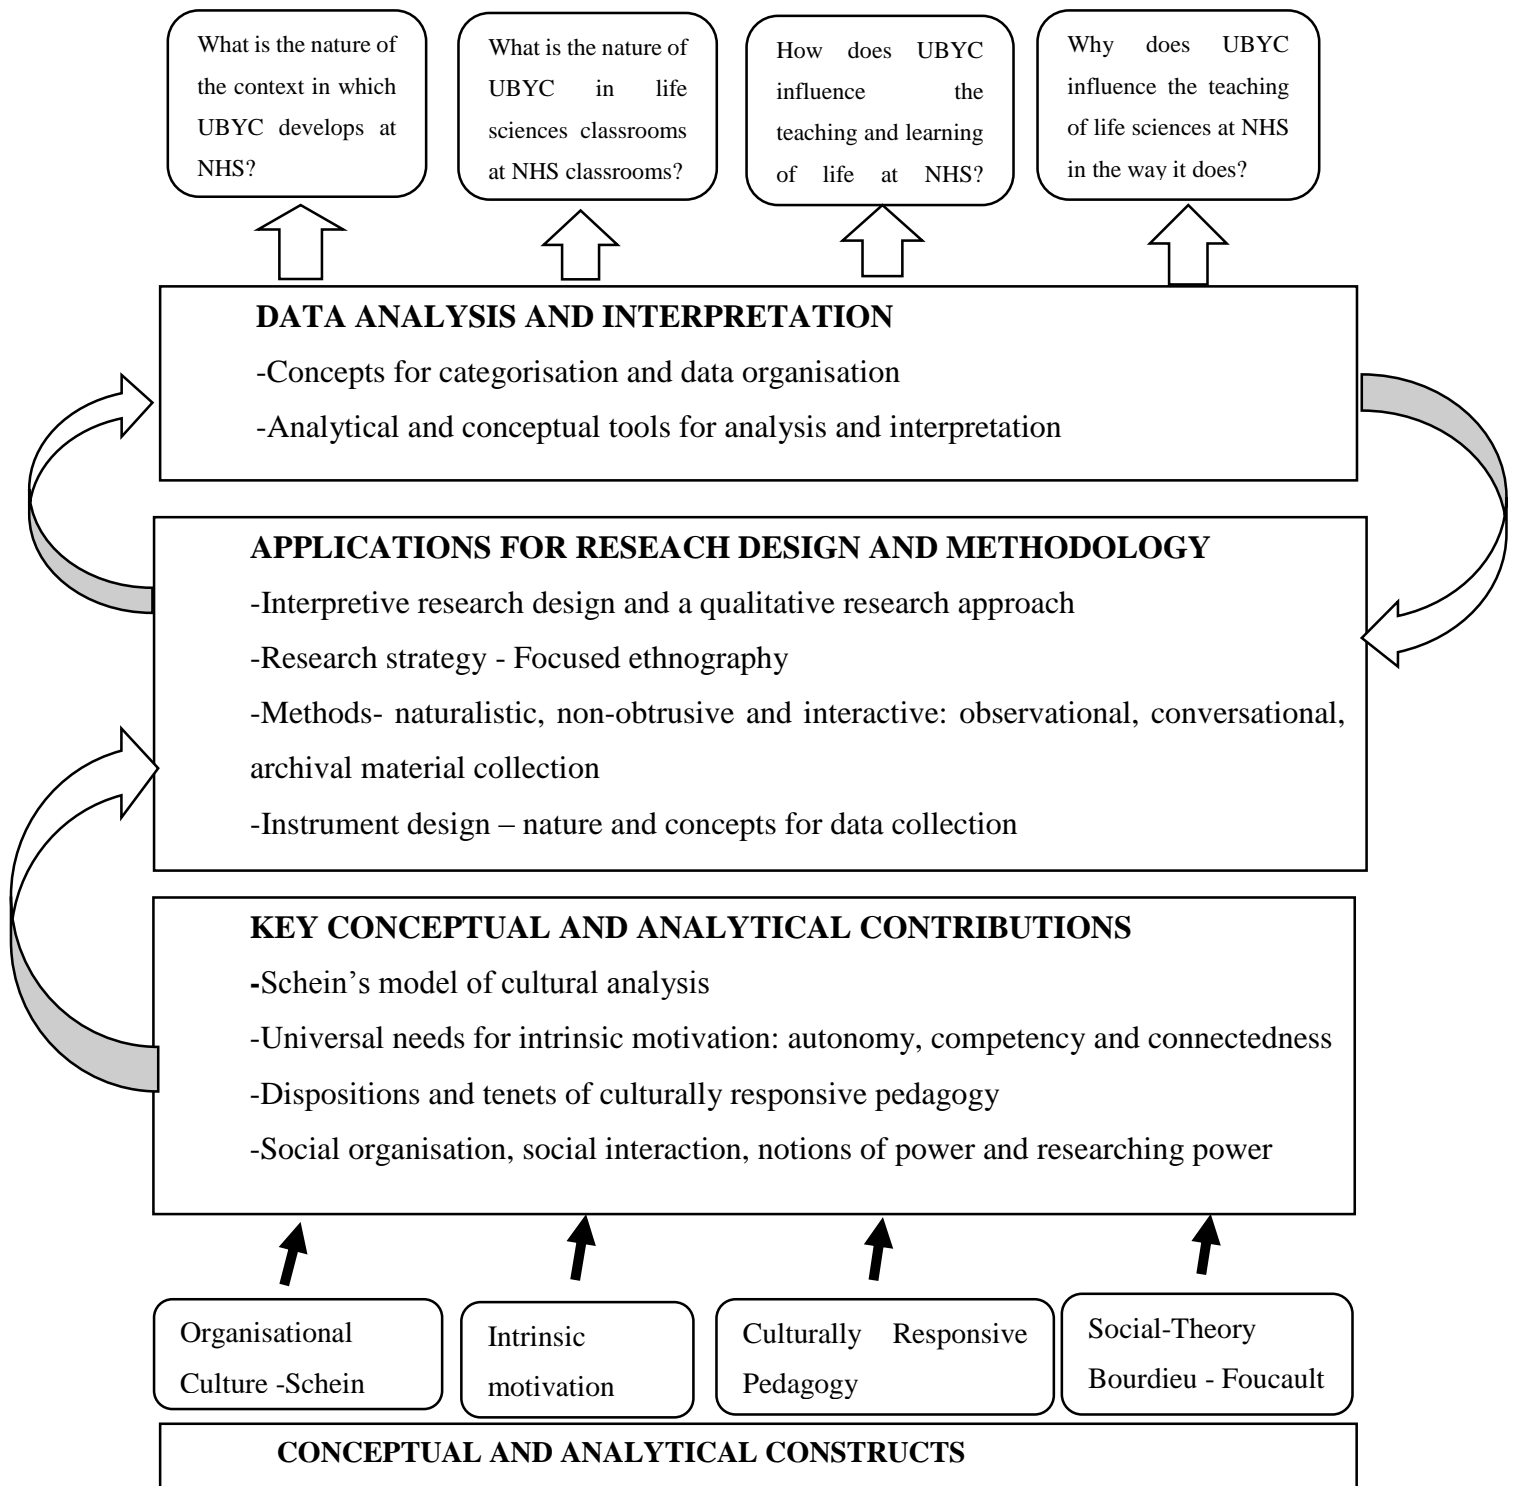 What is the nature of
the context in which
UBYC develops at
NHS?
What is the nature of
UBYC in life
sciences classrooms
at NHS classrooms?
How does UBYC
influence the
teaching and learning
of life at NHS?
Why does UBYC
influence the teaching
of life sciences at NHS
in the way it does?
DATA ANALYSIS AND INTERPRETATION
-Concepts for categorisation and data organisation
-Analytical and conceptual tools for analysis and interpretation
APPLICATIONS FOR RESEACH DESIGN AND METHODOLOGY
-Interpretive research design and a qualitative research approach
-Research strategy - Focused ethnography
-Methods- naturalistic, non-obtrusive and interactive: observational, conversational,
archival material collection
-Instrument design – nature and concepts for data collection
KEY CONCEPTUAL AND ANALYTICAL CONTRIBUTIONS
-Schein’s model of cultural analysis
-Universal needs for intrinsic motivation: autonomy, competency and connectedness
-Dispositions and tenets of culturally responsive pedagogy
-Social organisation, social interaction, notions of power and researching power
Organisational
Culture -Schein
Intrinsic
motivation
Culturally Responsive
Pedagogy
Social-Theory
Bourdieu - Foucault
CONCEPTUAL AND ANALYTICAL CONSTRUCTS